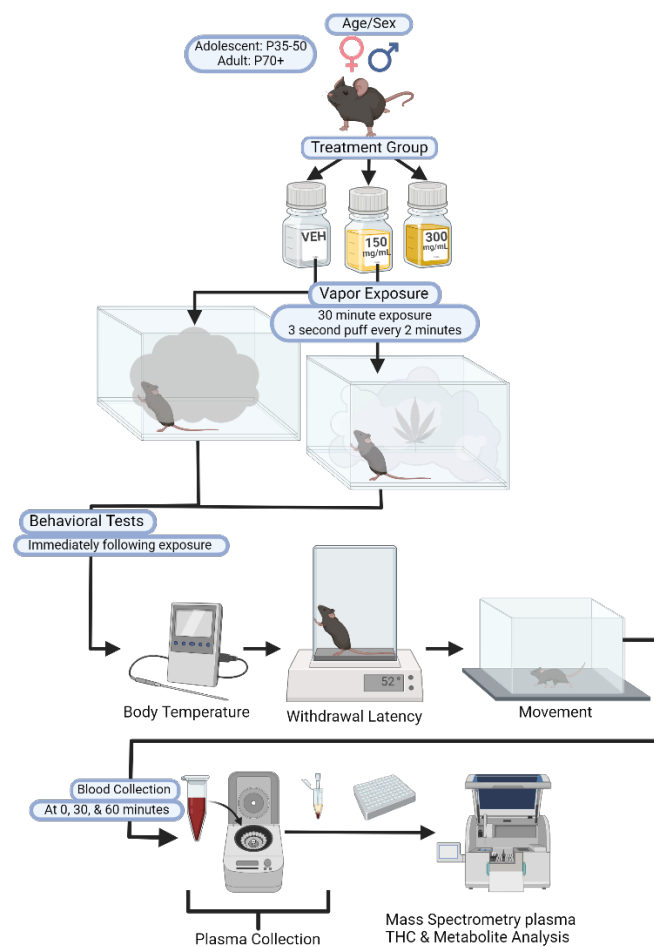 Age/Sex
Adolescent: P35-50
Adult: P70+
Treatment Group
VEH
150
mg/mL
300
mg/mL
Vapor Exposure
30 minute exposure
3 second puff every 2 minutes
Behavioral Tests
Immediately following exposure
52°
Body Temperature
Withdrawal Latency
Movement
Blood Collection
At 0, 30, & 60 minutes
Plasma Collection
Mass Spectrometry plasma
THC & Metabolite Analysis